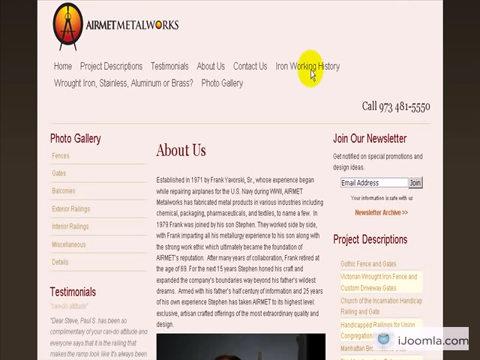 AIRMETMETALWORKS
Home Project Descriptions Testimonials About Us Contact Us Iron Working History
Wrought Iron, Stainless, Aluminum or Brass? Photo Gallery
Call 973 481-5550
Photo Gallery
Fences
Gates
Balconies
Exterior Railings
Interior Railings
Miscellaneous
Details
Testimonials
"Dear Steve, Paul S. has been so
complimentary of your can-do attitude and
everyone says that it is the railing that
makes the ramp look like it's always been
About Us
Established in 1971 by Frank Yavorski, Sr., whose experience began
while repairing airplanes for the U.S. Navy during WWII, AIRMET
Metalworks has fabricated metal products in various industries including
chemical, packaging, pharmaceuticals, and textiles, to name a few. In
1979 Frank was joined by his son Stephen. They worked side by side,
with Frank imparting all his metallurgy experience to his son along with
the strong work ethic which ultimately became the foundation of
AIRMET's reputation. After many years of collaboration, Frank retired at
the age of 69. For the next 15 years Stephen honed his craft and
expanded the company's boundaries way beyond his father's wildest
dreams. Armed with his father's half century of information and 25 years
of his own experience Stephen has taken AIRMET to its highest level:
exclusive, artisan crafted offerings of the most extraordinary quality and
design.
Join Our Newsletter
Get notified on special promotions and
design ideas.
Email Address Join
Your information is safe with us
Newsletter Archive >>
Project Descriptions
Gothic Fence and Gates
Victorian Wrought Iron Fence and
Custom Driveway Gates
Church of the Incarnation Handicap
Railing and Gate
Handicapped Railings for Union
Congregation
Manhattan Bro
iJoomla.com